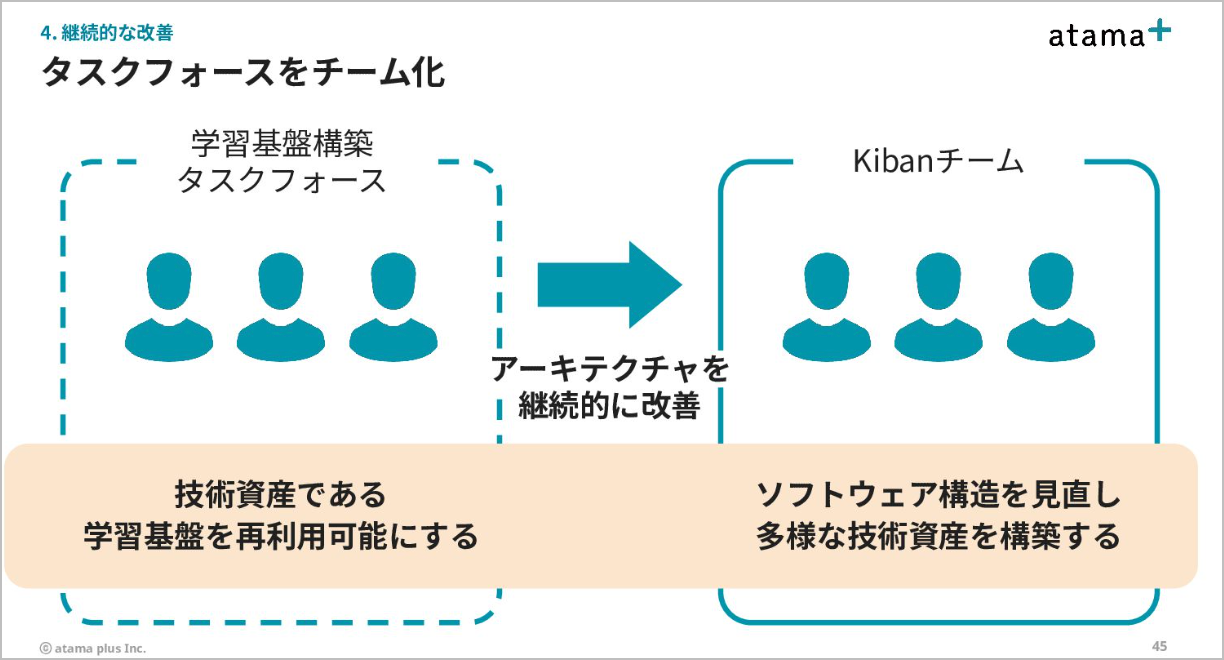 4. 継続的な改善
atama+
タスクフォースをチーム化
学習基盤構築
タスクフォース
Kibanチーム
アーキテクチャを
継続的に改善
技術資産である
学習基盤を再利用可能にする
ソフトウェア構造を見直し
多様な技術資産を構築する
© atama plus Inc.
45